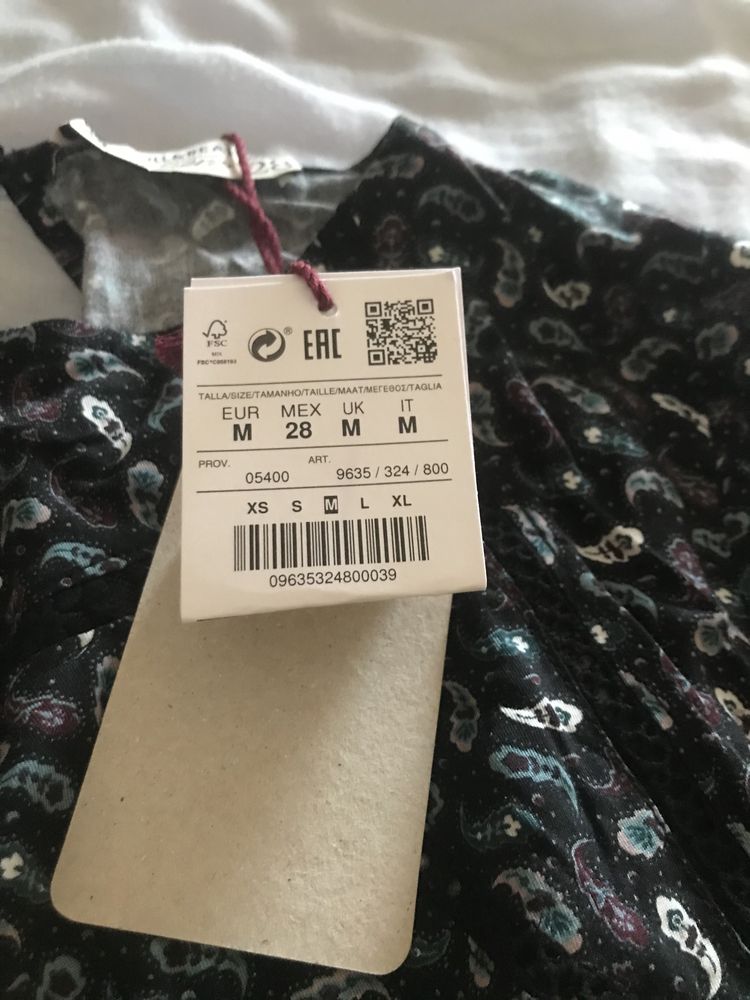 FSC
MIX
® EAC
TALLA/SIZE/TAMANHO/TAILLE/MAAT/ΜΕΓΕΘΟΣ/TAGLIA
EUR MEX UK IT
M 28 M M
PROV. ART.
05400 9635 / 324 / 800
XS S M L XL
09635324800039